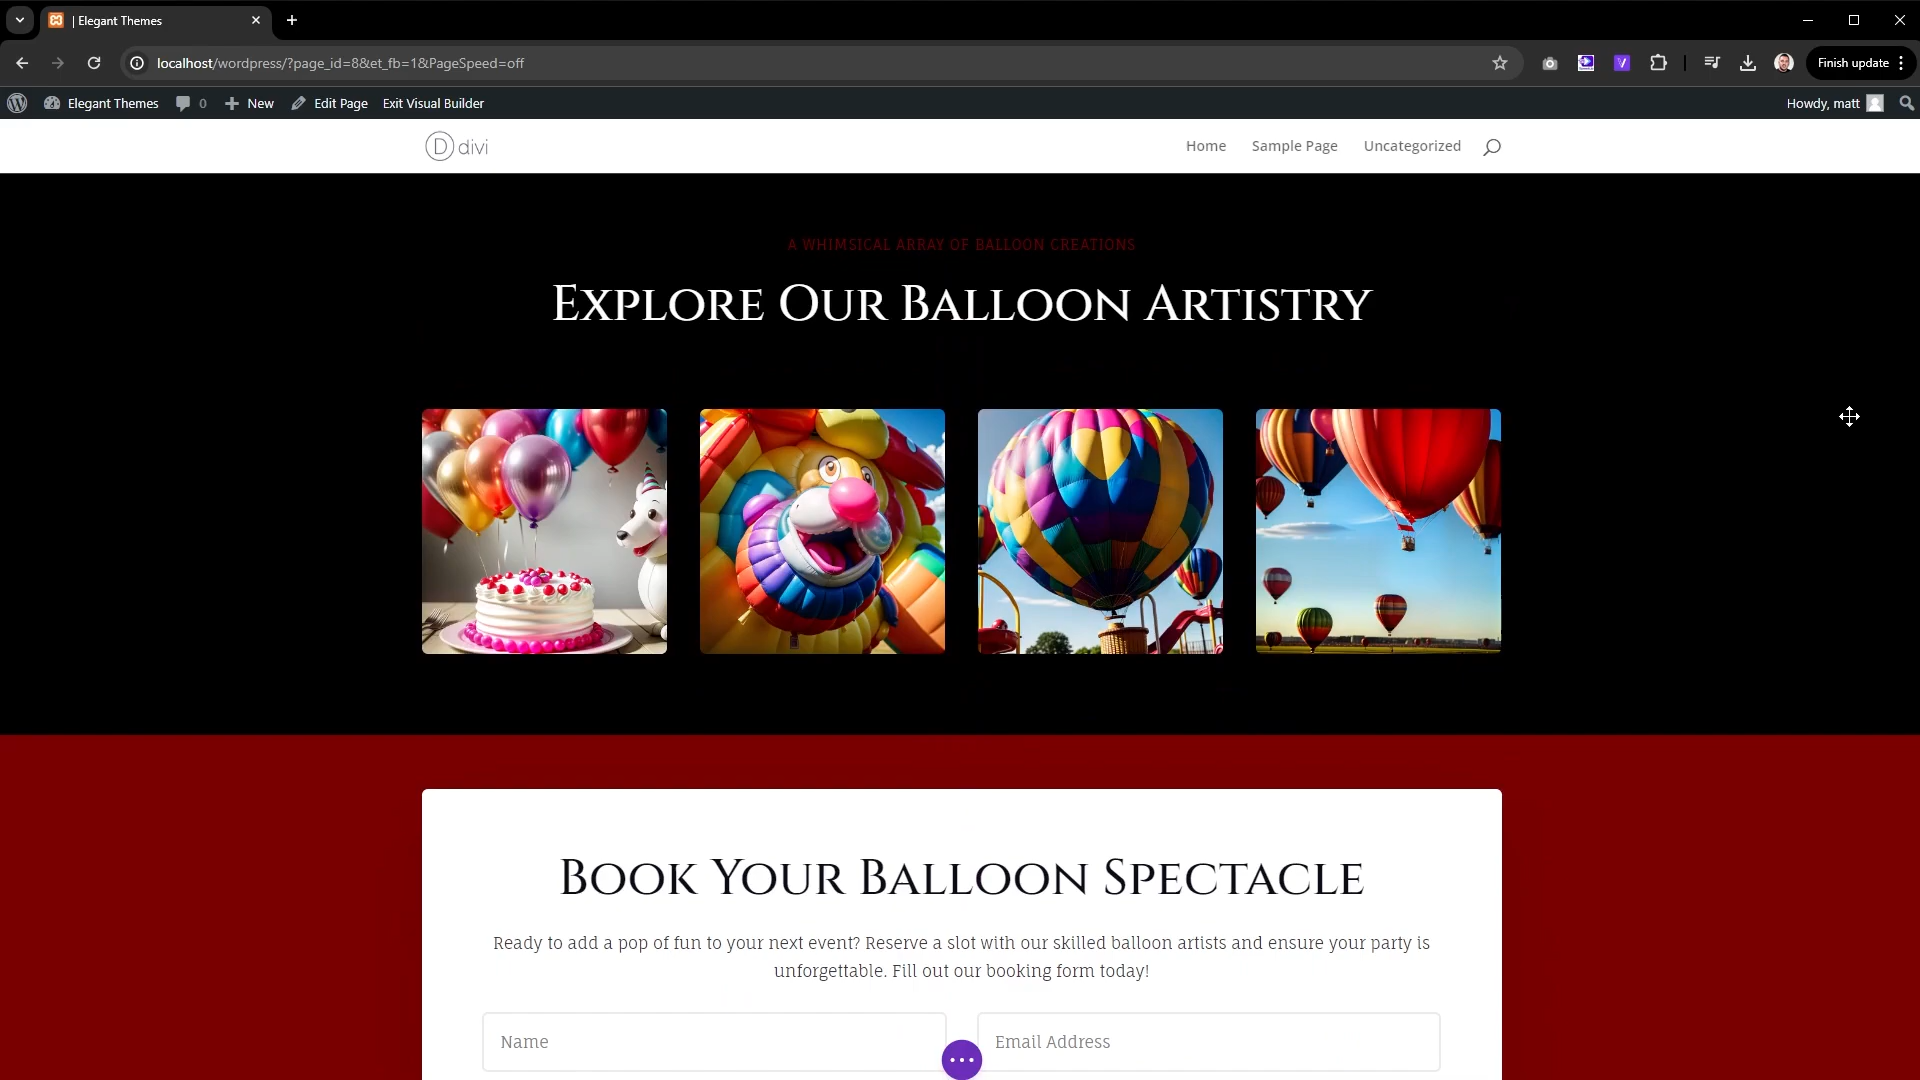 | Elegant Themes
localhost/wordpress/?page_id=8&et_fb=1&PageSpeed=off
Finish update
Elegant Themes
0
New
Edit Page
Exit Visual Builder
Howdy, matt
D divi
Home
Sample Page
Uncategorized
A WHIMSICAL ARRAY OF BALLOON CREATIONS
Explore Our Balloon Artistry
Book Your Balloon Spectacle
Ready to add a pop of fun to your next event? Reserve a slot with our skilled balloon artists and ensure your party is
unforgettable. Fill out our booking form today!
Name
Email Address